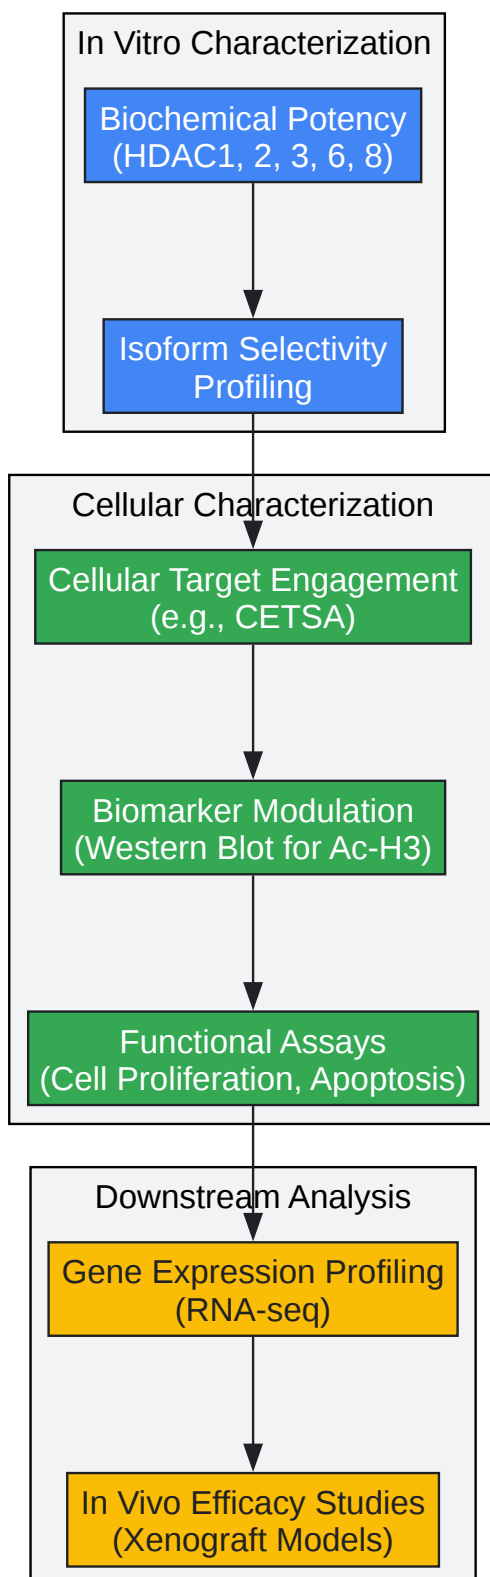 In Vitro Characterization
Biochemical Potency
(HDAC1, 2, 3, 6, 8)
Isoform Selectivity
Profiling
Cellular Characterization
Cellular Target Engagement
(e.g., CETSA)
Biomarker Modulation
(Western Blot for Ac-H3)
Functional Assays
(Cell Proliferation, Apoptosis)
Downstream Analysis
Gene Expression Profiling
(RNA-seq)
In Vivo Efficacy Studies
(Xenograft Models)